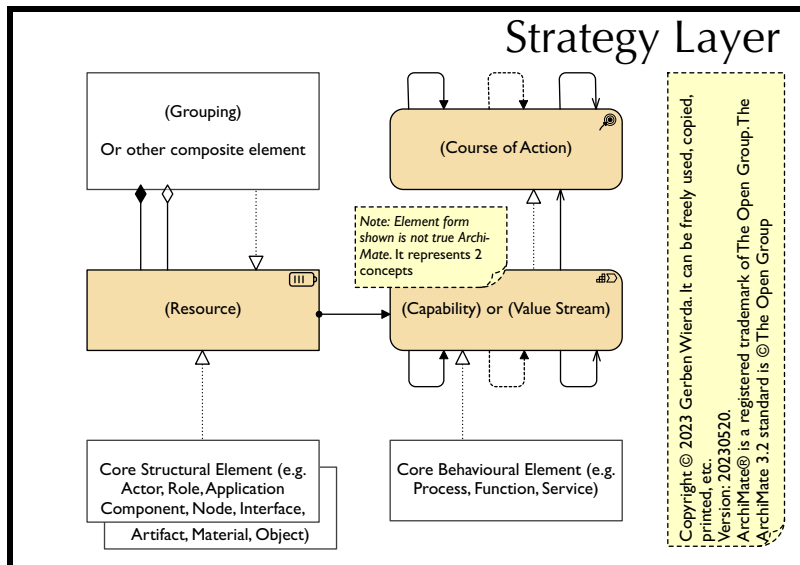 Strategy Layer
(Grouping)
Or other composite element
(Course of Action)
Note: Element form
shown is not true Archi-
Mate. It represents 2
concepts
(Resource)
(Capability) or (Value Stream)
Core Structural Element (e.g.
Actor, Role, Application
Component, Node, Interface,
Artifact, Material, Object)
Core Behavioural Element (e.g.
Process, Function, Service)
Copyright © 2023 Gerben Wierda. It can be freely used, copied,
printed, etc.
Version: 20230520.
ArchiMate® is a registered trademark of The Open Group. The
ArchiMate 3.2 standard is © The Open Group